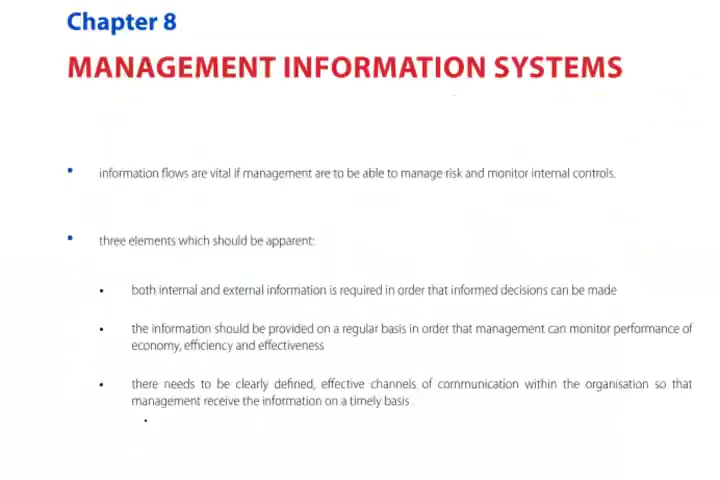 Chapter 8
MANAGEMENT INFORMATION SYSTEMS
• information flows are vital if management are to be able to manage risk and monitor internal controls.
• three elements which should be apparent:
• both internal and external information is required in order that informed decisions can be made
• the information should be provided on a regular basis in order that management can monitor performance of
economy, efficiency and effectiveness
• there needs to be clearly defined, effective channels of communication within the organisation so that
management receive the information on a timely basis .
•